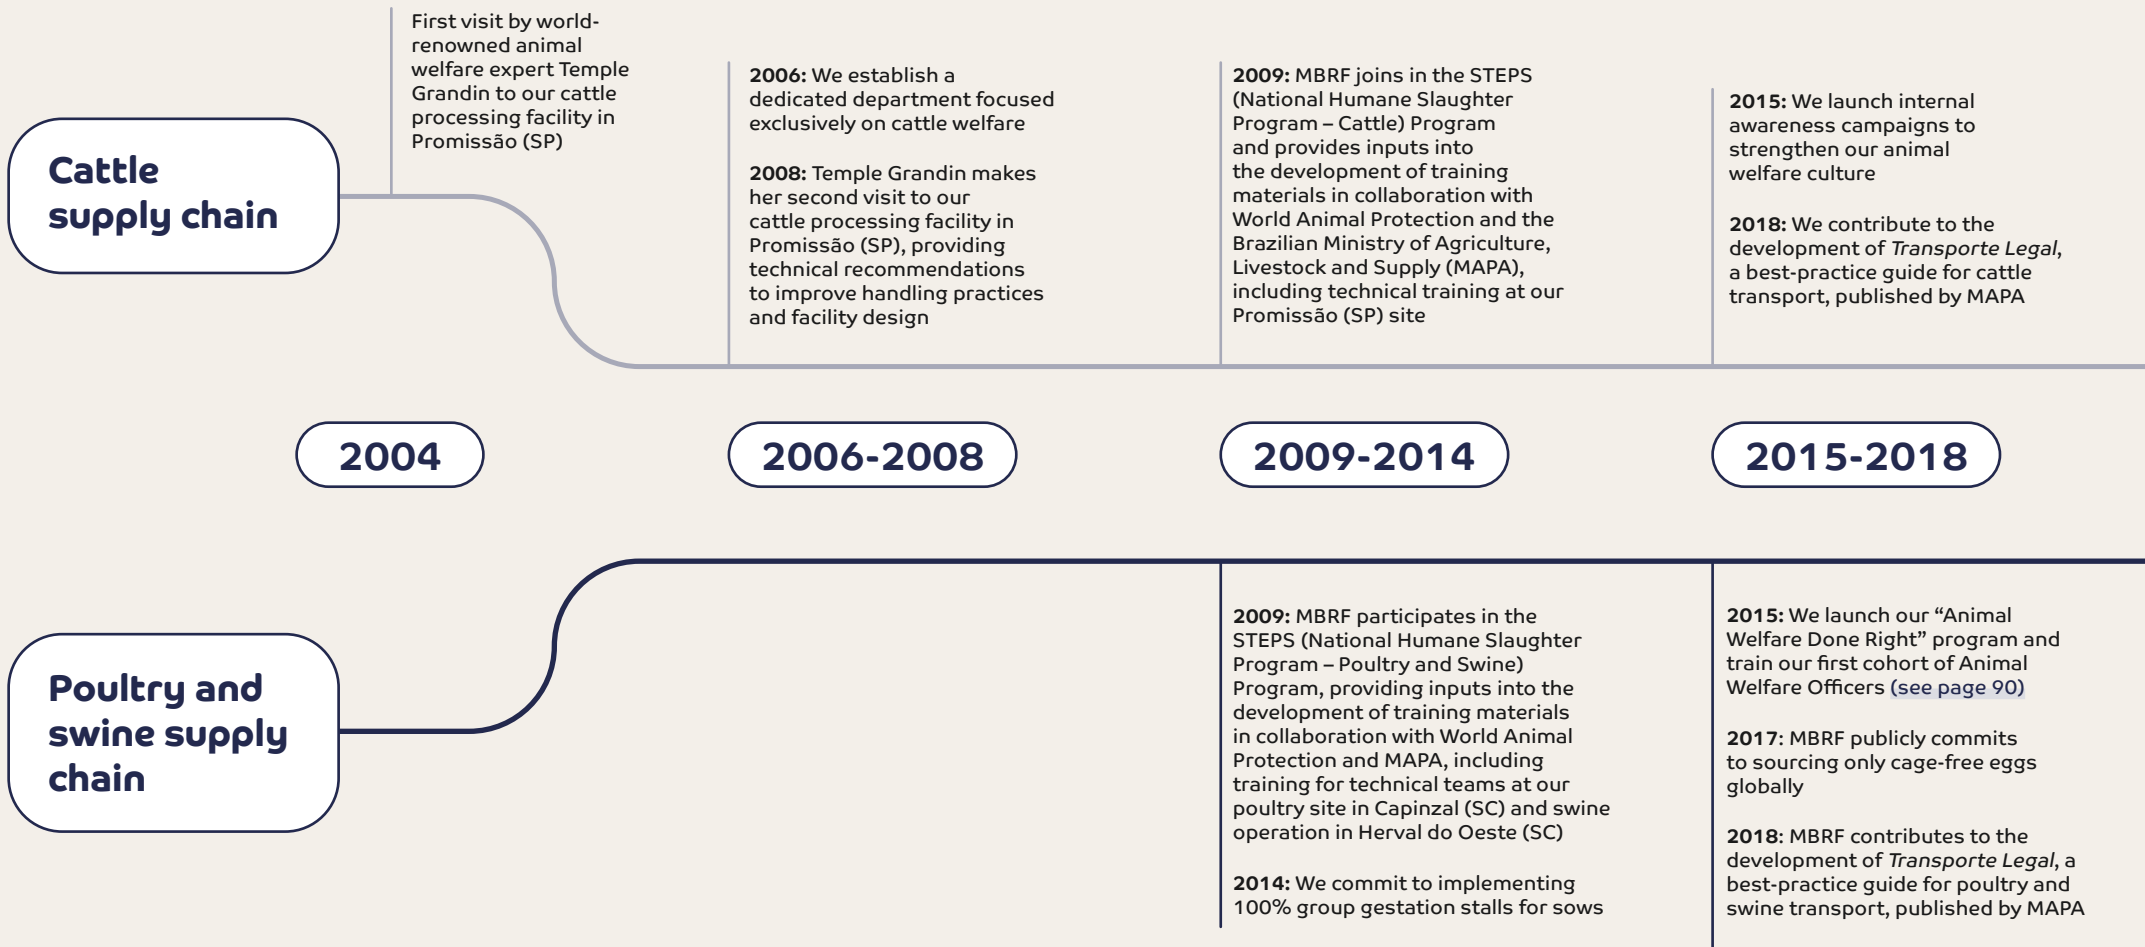 Cattle
supply chain
First visit by world-
renowned animal
welfare expert Temple
Grandin to our cattle
processing facility in
Promissão (SP)
2006: We establish a
dedicated department focused
exclusively on cattle welfare
2008: Temple Grandin makes
her second visit to our
cattle processing facility in
Promissão (SP), providing
technical recommendations
to improve handling practices
and facility design
2009: MBRF joins in the STEPS
(National Humane Slaughter
Program – Cattle) Program
and provides inputs into
the development of training
materials in collaboration with
World Animal Protection and the
Brazilian Ministry of Agriculture,
Livestock and Supply (MAPA),
including technical training at our
Promissão (SP) site
2015: We launch internal
awareness campaigns to
strengthen our animal
welfare culture
2018: We contribute to the
development of Transporte Legal,
a best-practice guide for cattle
transport, published by MAPA
2004
2006-2008
2009-2014
2015-2018
Poultry and
swine supply
chain
2009: MBRF participates in the
STEPS (National Humane Slaughter
Program – Poultry and Swine)
Program, providing inputs into the
development of training materials
in collaboration with World Animal
Protection and MAPA, including
training for technical teams at our
poultry site in Capinzal (SC) and swine
operation in Herval do Oeste (SC)
2014: We commit to implementing
100% group gestation stalls for sows
2015: We launch our “Animal
Welfare Done Right” program and
train our first cohort of Animal
Welfare Officers (see page 90)
2017: MBRF publicly commits
to sourcing only cage-free eggs
globally
2018: MBRF contributes to the
development of Transporte Legal, a
best-practice guide for poultry and
swine transport, published by MAPA